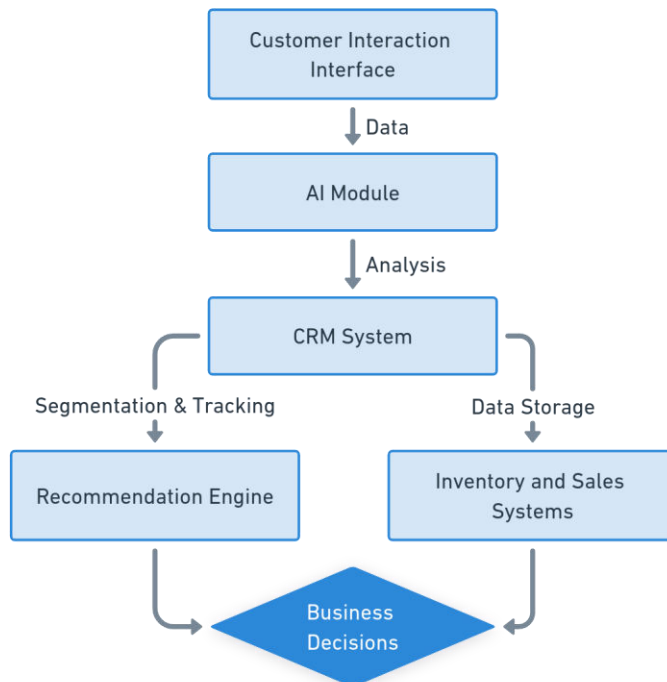 Customer Interaction
Interface
Data
AI Module
Analysis
CRM System
Segmentation & Tracking
Data Storage
Recommendation Engine
Inventory and Sales
Systems
Business
Decisions